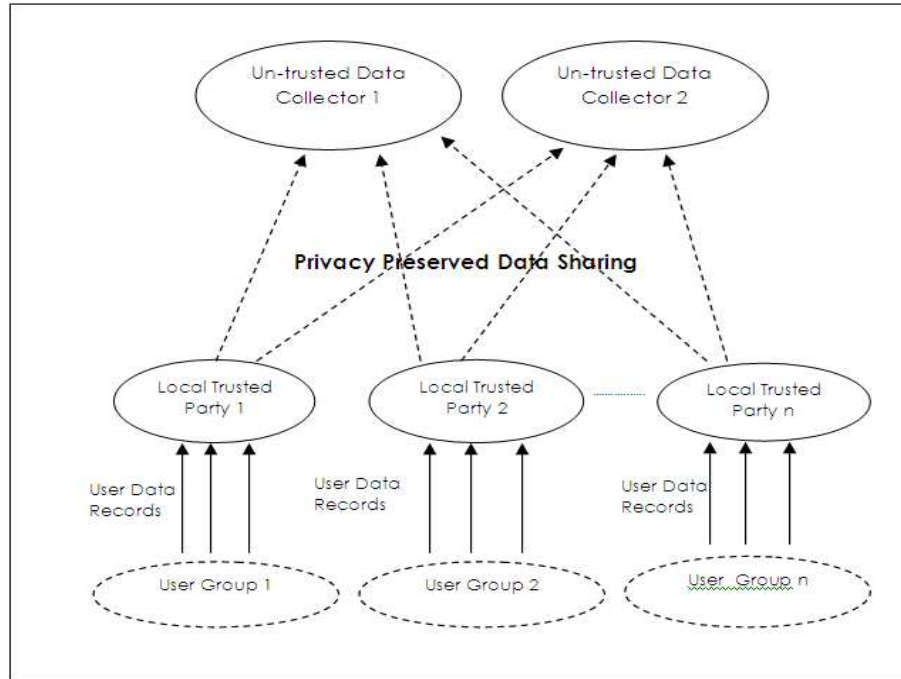 Un-trusted Data
Collector 1
Un-trusted Data
Collector 2
Privacy Preserved Data Sharing
Local Trusted
Party 1
Local Trusted
Party 2
Local Trusted
Party n
User Data
Records
User Data
Records
User Data
Records
User Group 1
User Group 2
User Group n